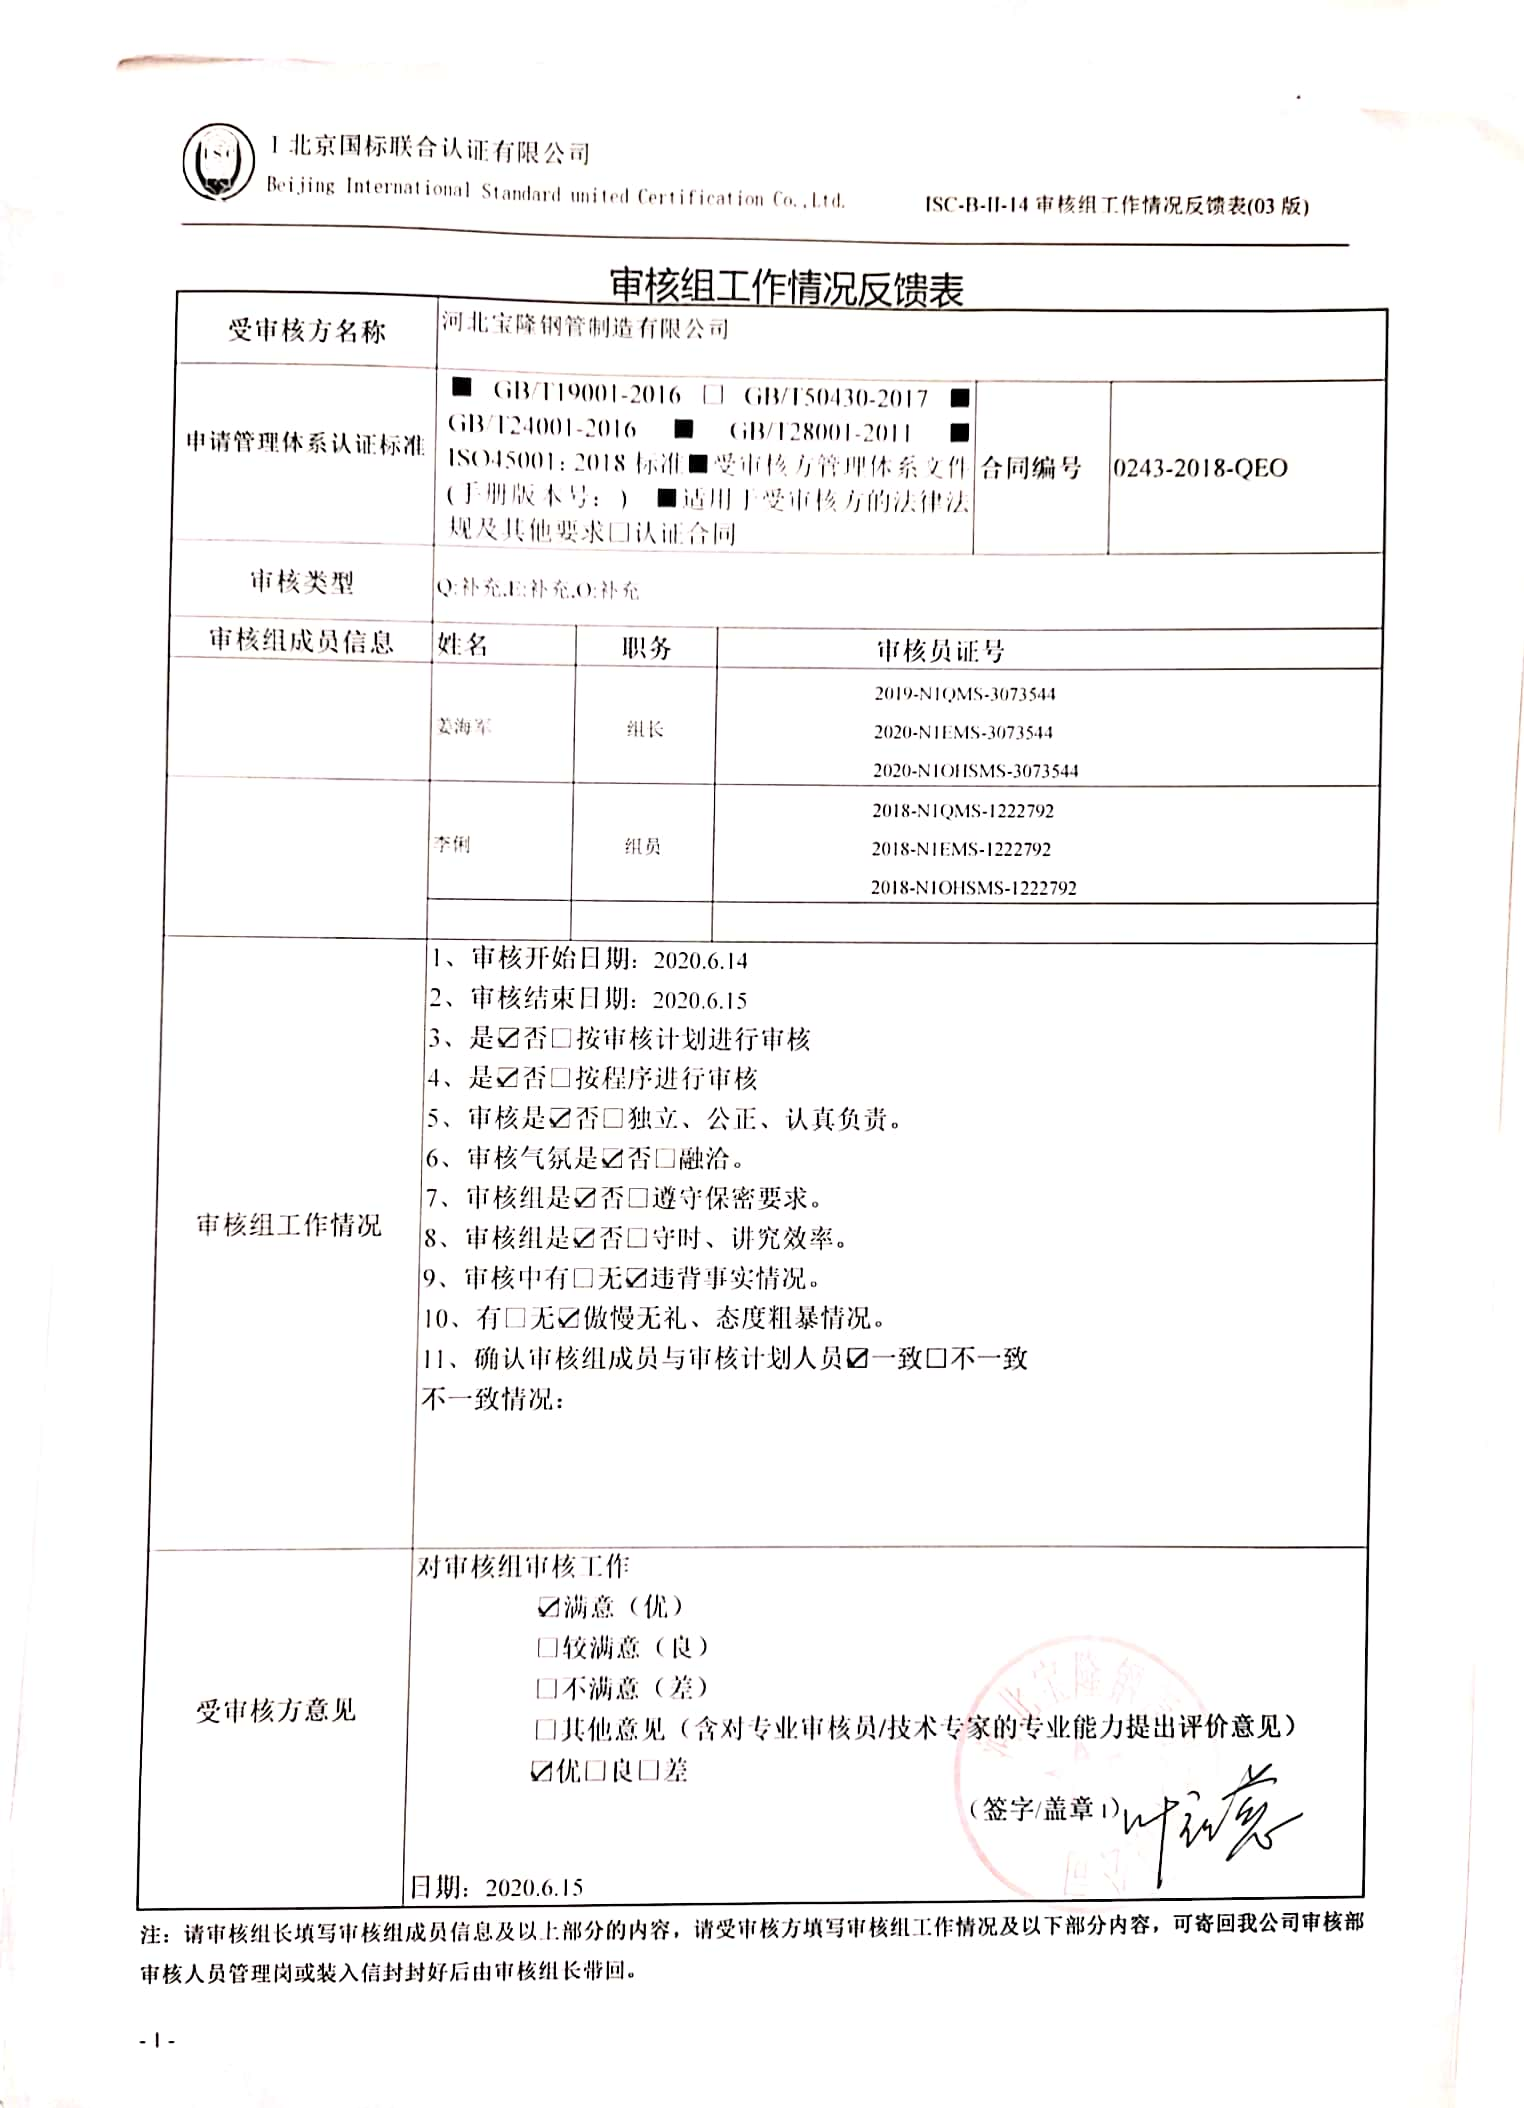 ISC
1 北京国标联合认证有限公司
Beijing International Standard united Certification Co.,Ltd.
ISC-B-II-14 审核组工作情况反馈表(03 版)
审核组工作情况反馈表
受审核方名称
河北宝隆钢管制造有限公司
申请管理体系认证标准
■ GB/T19001-2016 □ GB/T50430-2017 ■
GB/T24001-2016 ■ GB/T28001-2011 ■
ISO45001: 2018 标准■受审核方管理体系文件
(手册版本号: ) ■适用于受审核方的法律法
规及其他要求□认证合同
合同编号
0243-2018-QEO
审核类型
Q:补充,E:补充,O:补充
审核组成员信息
姓名
职务
审核员证号
姜海军
组长
2019-N1QMS-3073544
2020-N1EMS-3073544
2020-N1OHSMS-3073544
李俐
组员
2018-N1QMS-1222792
2018-N1EMS-1222792
2018-N1OHSMS-1222792
审核组工作情况
1、审核开始日期：2020.6.14
2、审核结束日期：2020.6.15
3、是☑否□按审核计划进行审核
4、是☑否□按程序进行审核
5、审核是☑否□独立、公正、认真负责。
6、审核气氛是☑否□融洽。
7、审核组是☑否□遵守保密要求。
8、审核组是☑否□守时、讲究效率。
9、审核中有□无☑违背事实情况。
10、有□无☑傲慢无礼、态度粗暴情况。
11、确认审核组成员与审核计划人员☑一致□不一致
不一致情况：
受审核方意见
对审核组审核工作
☑满意（优）
□较满意（良）
□不满意（差）
□其他意见（含对专业审核员/技术专家的专业能力提出评价意见）
☑优□良□差
（签字/盖章 1）
日期：2020.6.15
注：请审核组长填写审核组成员信息及以上部分的内容，请受审核方填写审核组工作情况及以下部分内容，可寄回我公司审核部
审核人员管理岗或装入信封封好后由审核组长带回。
- 1 -